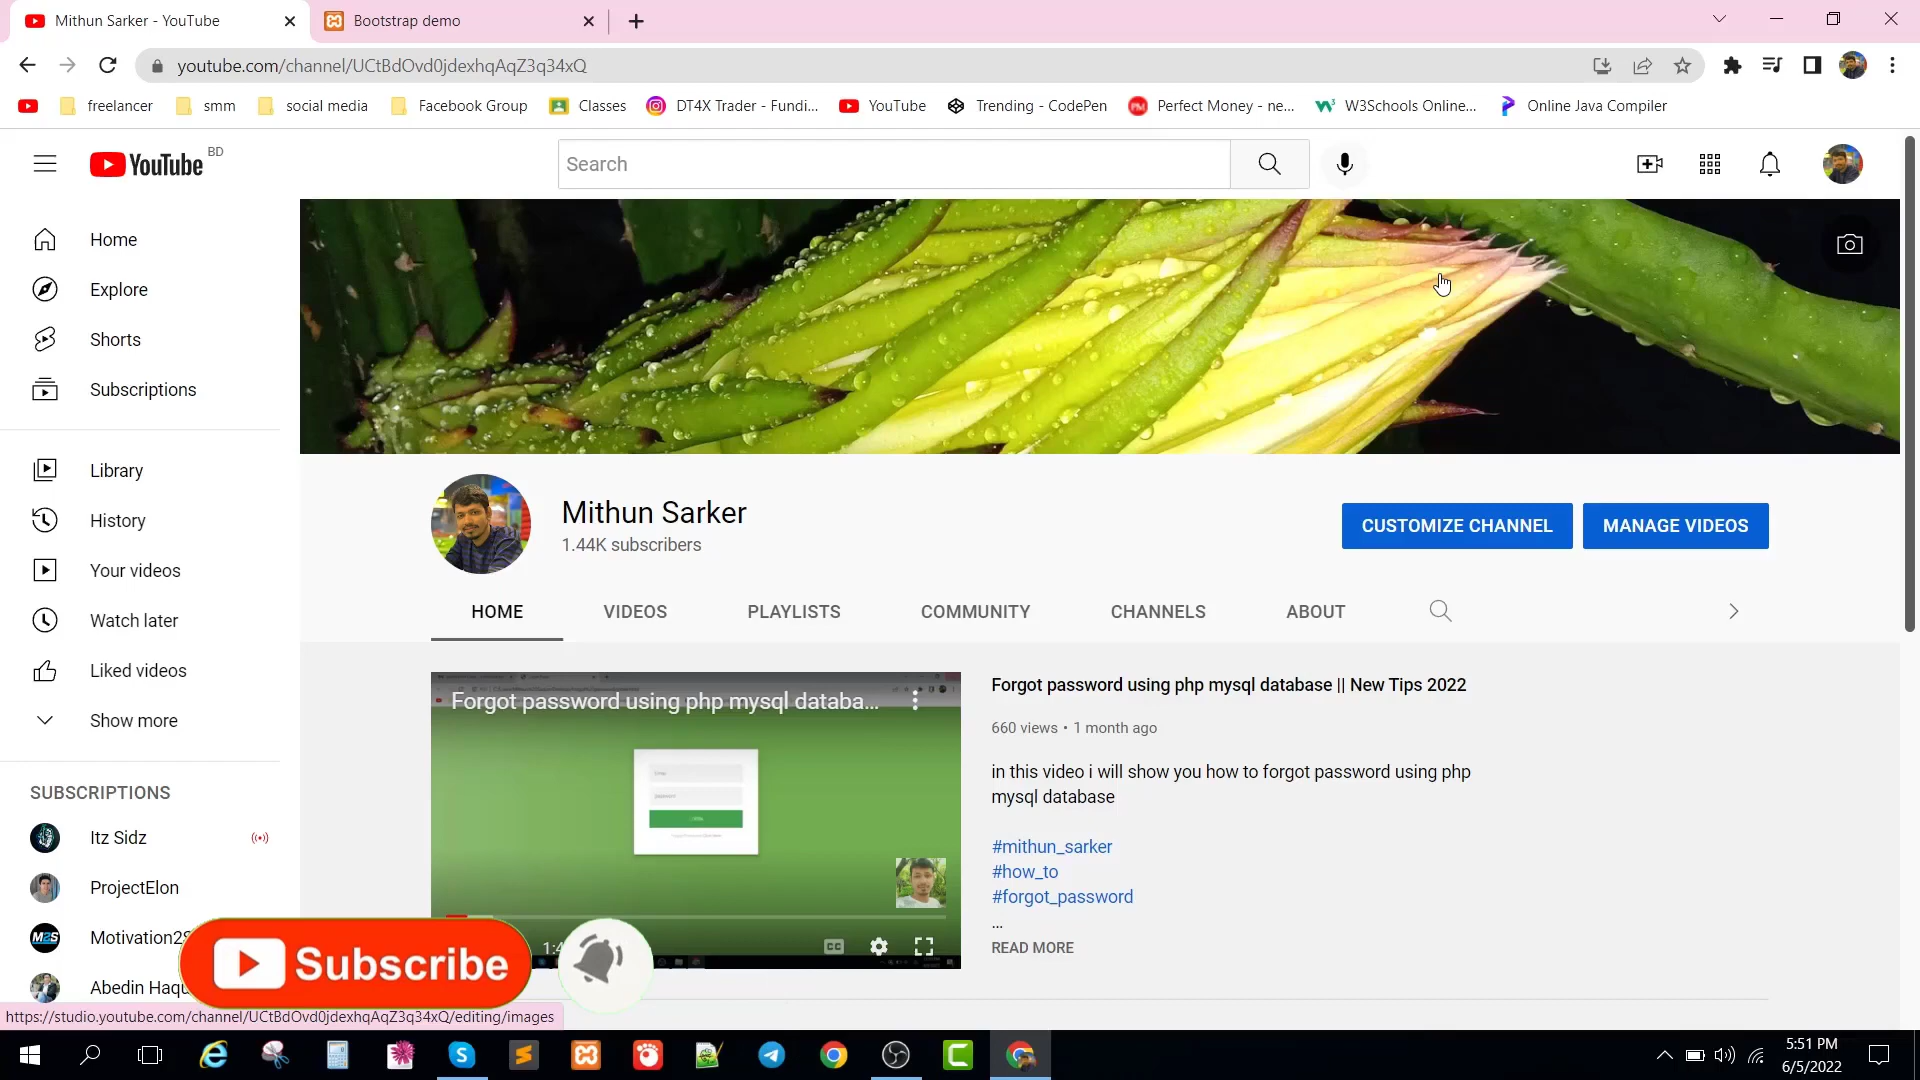 Mithun Sarker - YouTube
Bootstrap demo
youtube.com/channel/UCtBdOvd0jdexhqAqZ3q34xQ
freelancer
smm
social media
Facebook Group
Classes
DT4X Trader - Fundi...
YouTube
Trending - CodePen
PM
Perfect Money - ne...
W3Schools Online...
Online Java Compiler
YouTube BD
Search
Home
Explore
Shorts
Subscriptions
Library
History
Your videos
Watch later
Liked videos
Show more
SUBSCRIPTIONS
Itz Sidz
ProjectElon
M2S
Motivation2S
Abedin Haqu
Mithun Sarker
1.44K subscribers
CUSTOMIZE CHANNEL
MANAGE VIDEOS
HOME
VIDEOS
PLAYLISTS
COMMUNITY
CHANNELS
ABOUT
Forgot password using php mysql databa...
CC
Forgot password using php mysql database || New Tips 2022
660 views • 1 month ago
in this video i will show you how to forgot password using php
mysql database
#mithun_sarker
#how_to
#forgot_password
...
READ MORE
Subscribe
https://studio.youtube.com/channel/UCtBdOvd0jdexhqAqZ3q34xQ/editing/images
5:51 PM
6/5/2022